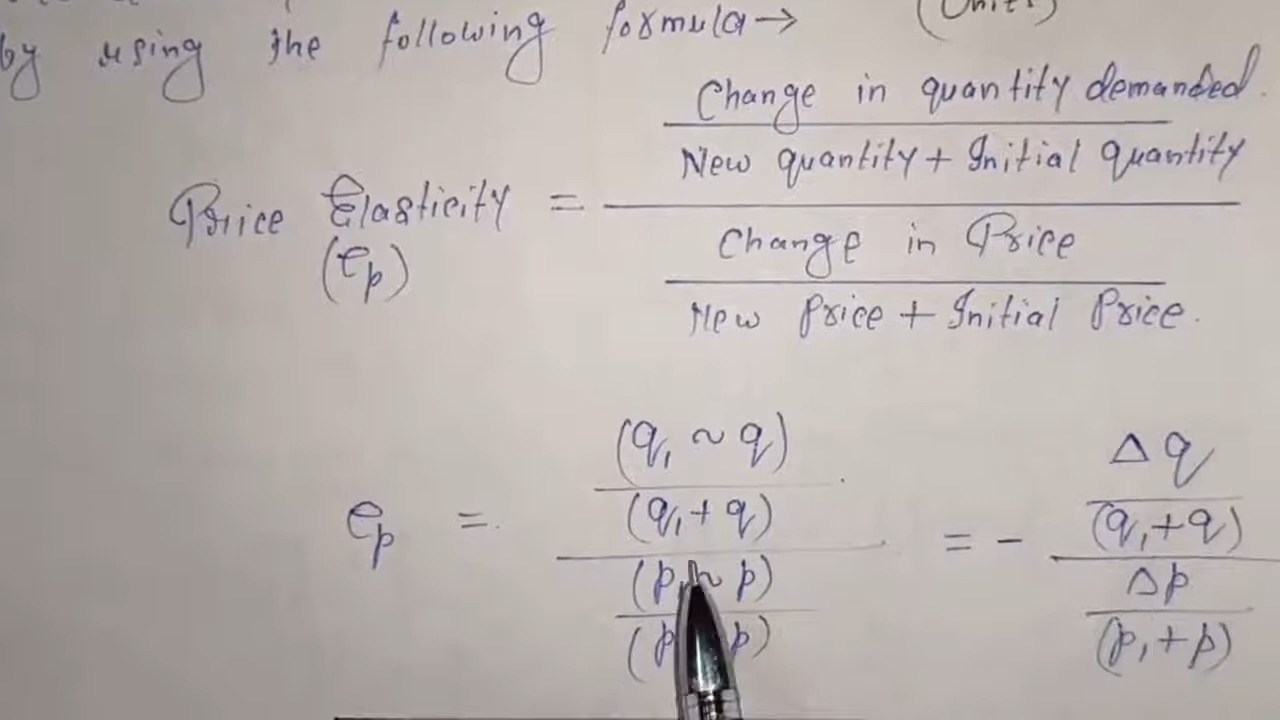 by using the following formula→ (Units)
Change in quantity demanded.
New quantity + Initial quantity
Price Elasticity =
(ep)
Change in Price
New Price + Initial Price.
(q₁ ~ q)
(q₁ + q)
ep =
(p₁ ~ p)
(p p)
= -
Δq
(q₁+q)
Δp
(p₁+p)